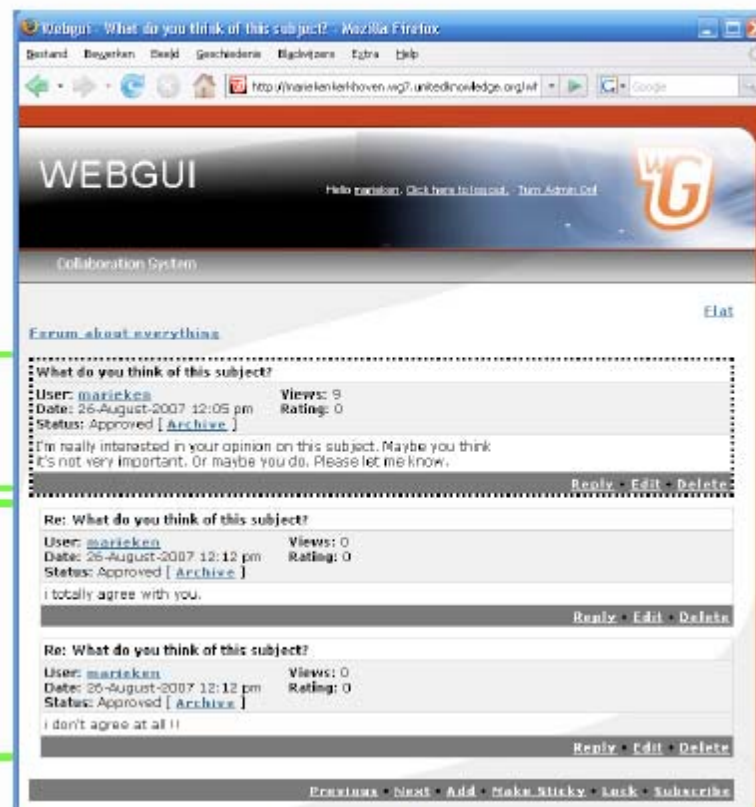 Webgui - What do you think of this subject? - Mozilla Firefox
Bestand Bewerken Beeld Geschiedenis Bladwijzers Extra Help
http://mariekenkerkhoven.wg7.unitedknowledge.org/wf Google
WEBGUI
Hello marieken. Click here to log out. Turn Admin On!
WG
Collaboration System
Flat
Forum about everything
What do you think of this subject?
User: marieken Views: 9
Date: 26-August-2007 12:05 pm Rating: 0
Status: Approved [ Archive ]
I'm really interested in your opinion on this subject. Maybe you think
it's not very important. Or maybe you do. Please let me know.
Reply • Edit • Delete
Re: What do you think of this subject?
User: marieken Views: 0
Date: 26-August-2007 12:12 pm Rating: 0
Status: Approved [ Archive ]
i totally agree with you.
Reply • Edit • Delete
Re: What do you think of this subject?
User: marieken Views: 0
Date: 26-August-2007 12:12 pm Rating: 0
Status: Approved [ Archive ]
i don't agree at all !!
Reply • Edit • Delete
Previous • Next • Add • Make Sticky • Lock • Subscribe